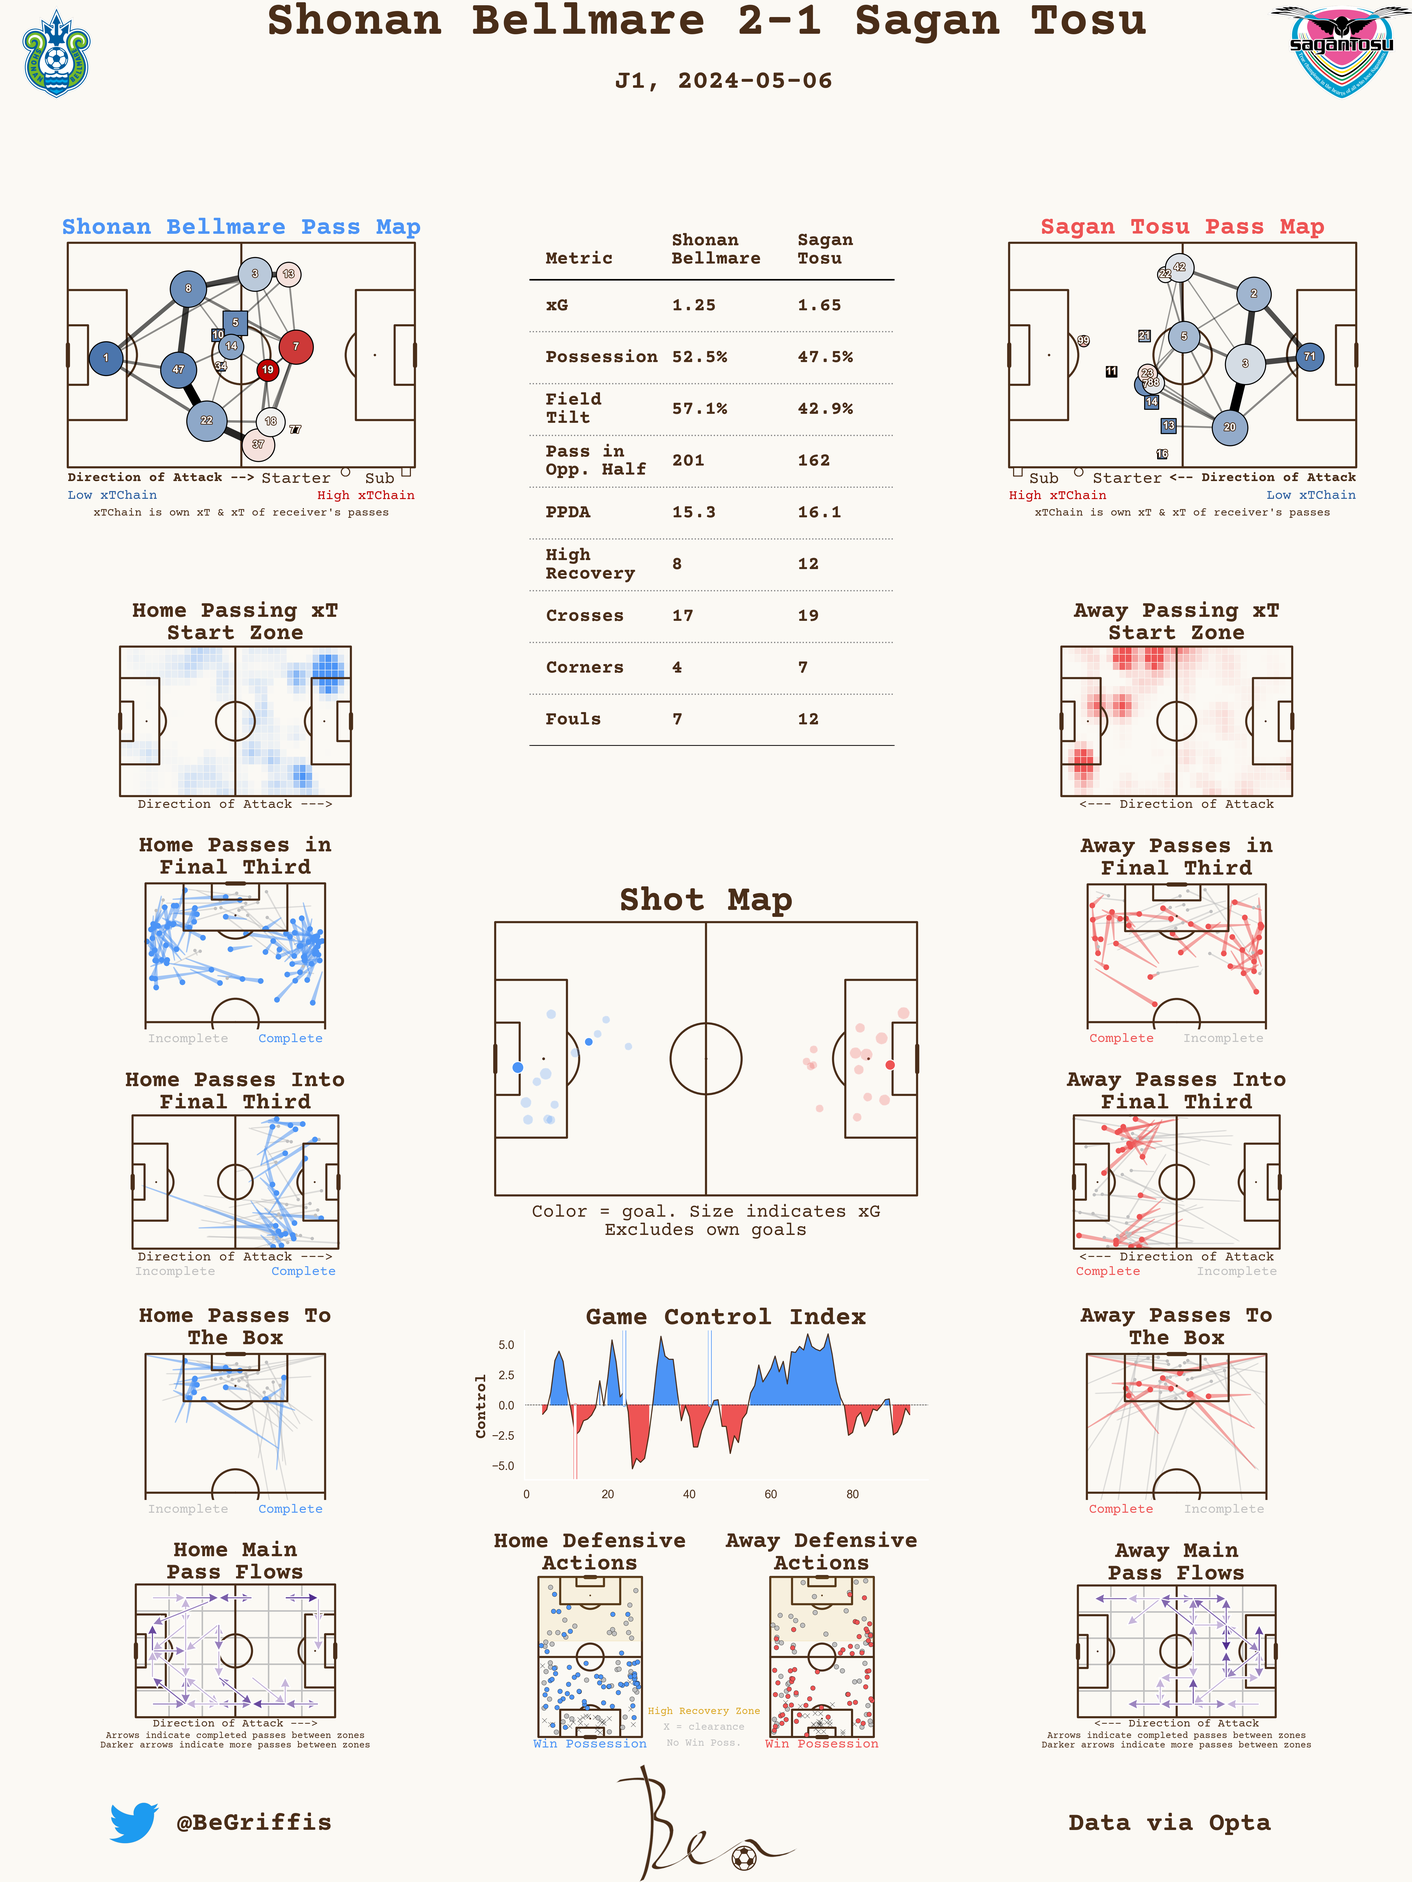 Shonan Bellmare 2-1 Sagan Tosu
J1, 2024-05-06
SHONAN BELLMARE
saganTosu
Shonan Bellmare Pass Map
1
8
47
22
3
13
5
10
14
34
7
19
18
37
77
Direction of Attack --> Starter Sub
Low xTChain High xTChain
xTChain is own xT & xT of receiver's passes
Metric Shonan Bellmare Sagan Tosu
xG 1.25 1.65
Possession 52.5% 47.5%
Field Tilt 57.1% 42.9%
Pass in Opp. Half 201 162
PPDA 15.3 16.1
High Recovery 8 12
Crosses 17 19
Corners 4 7
Fouls 7 12
Sagan Tosu Pass Map
22
42
2
99
21
5
3
71
11
23
88
14
13
20
16
Sub Starter <-- Direction of Attack
High xTChain Low xTChain
xTChain is own xT & xT of receiver's passes
Home Passing xT
Start Zone
Direction of Attack --->
Away Passing xT
Start Zone
<--- Direction of Attack
Home Passes in
Final Third
Incomplete Complete
Away Passes in
Final Third
Complete Incomplete
Shot Map
Color = goal. Size indicates xG
Excludes own goals
Home Passes Into
Final Third
Direction of Attack --->
Incomplete Complete
Away Passes Into
Final Third
<--- Direction of Attack
Complete Incomplete
Home Passes To
The Box
Incomplete Complete
Game Control Index
Control
5.0
2.5
0.0
−2.5
−5.0
0 20 40 60 80
Away Passes To
The Box
Complete Incomplete
Home Main
Pass Flows
Direction of Attack --->
Arrows indicate completed passes between zones
Darker arrows indicate more passes between zones
Home Defensive
Actions
Win Possession
Away Defensive
Actions
Win Possession
High Recovery Zone
X = clearance
No Win Poss.
Away Main
Pass Flows
<--- Direction of Attack
Arrows indicate completed passes between zones
Darker arrows indicate more passes between zones
@BeGriffis
Ben
Data via Opta